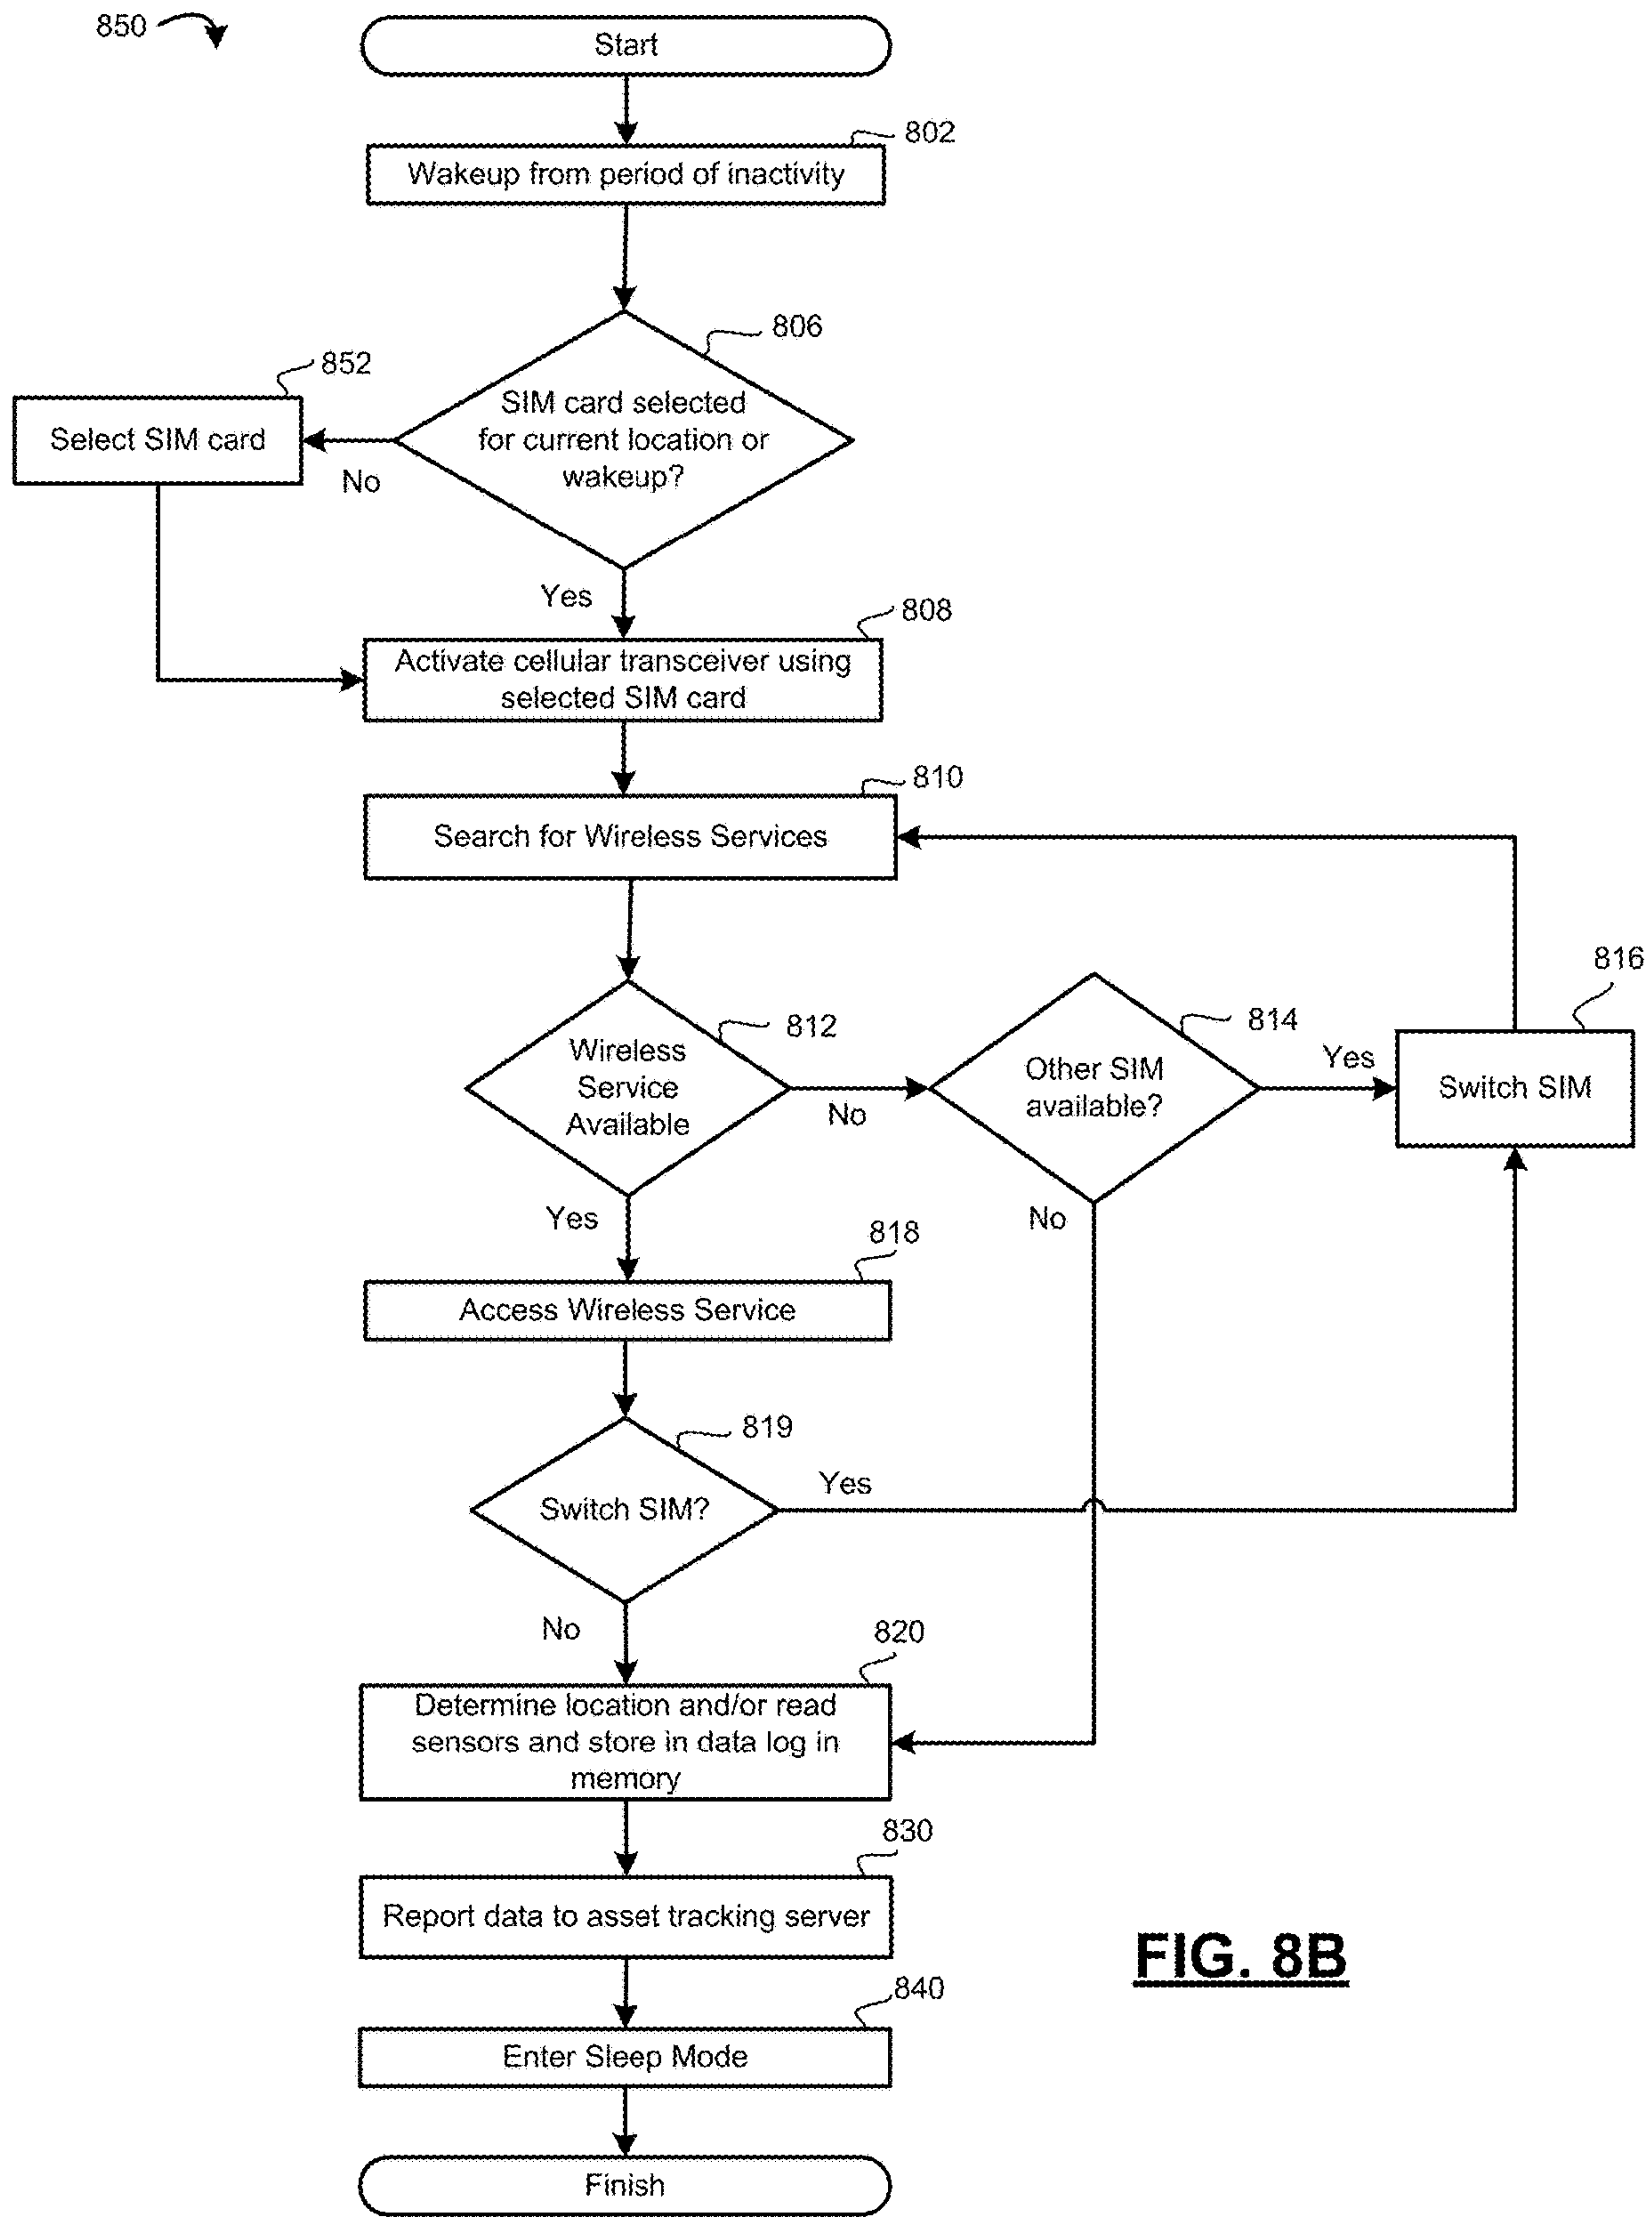 850
Start
802
Wakeup from period of inactivity
806
SIM card selected
for current location or
wakeup?
852
Select SIM card
No
Yes
808
Activate cellular transceiver using
selected SIM card
810
Search for Wireless Services
812
Wireless
Service
Available
No
814
Other SIM
available?
Yes
816
Switch SIM
Yes
No
818
Access Wireless Service
819
Switch SIM?
Yes
No
820
Determine location and/or read
sensors and store in data log in
memory
830
Report data to asset tracking server
840
Enter Sleep Mode
Finish
FIG. 8B